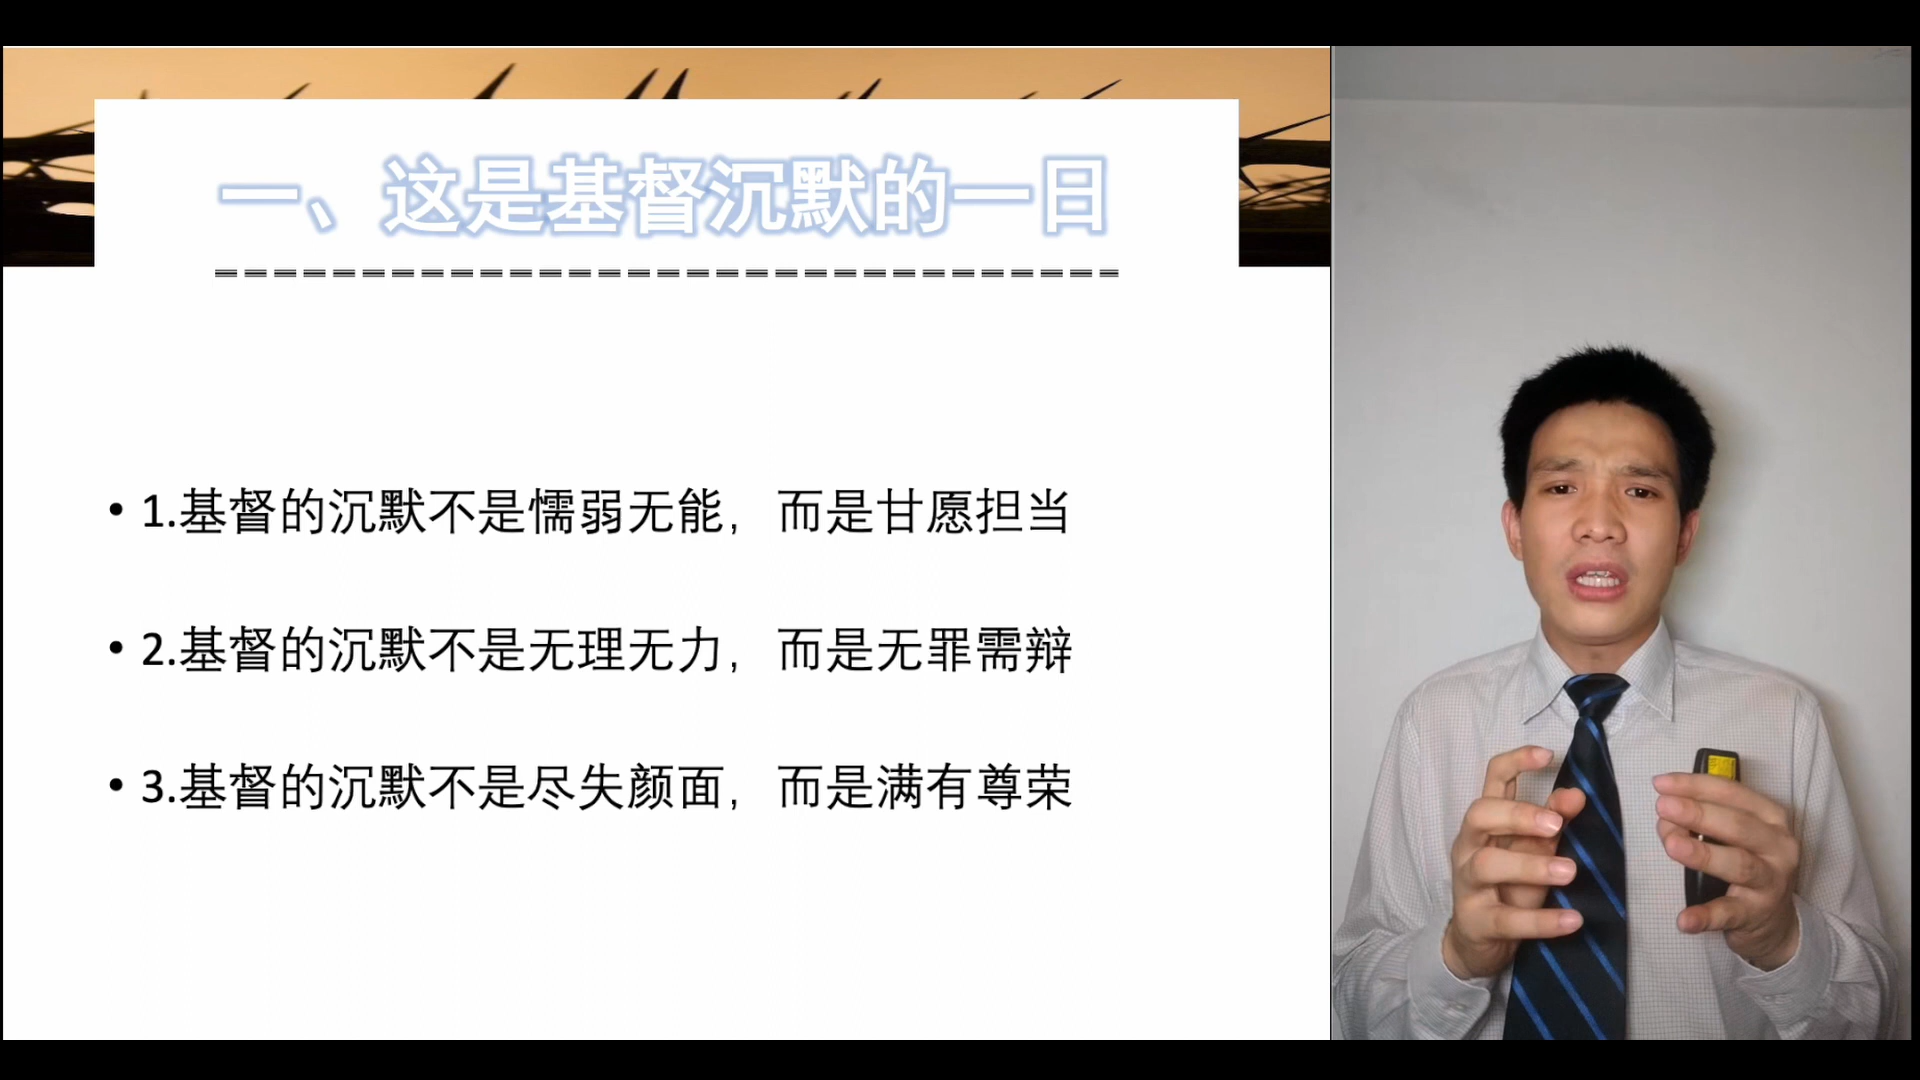 一、这是基督沉默的一日
1.基督的沉默不是懦弱无能，而是甘愿担当
2.基督的沉默不是无理无力，而是无罪需辩
3.基督的沉默不是尽失颜面，而是满有尊荣